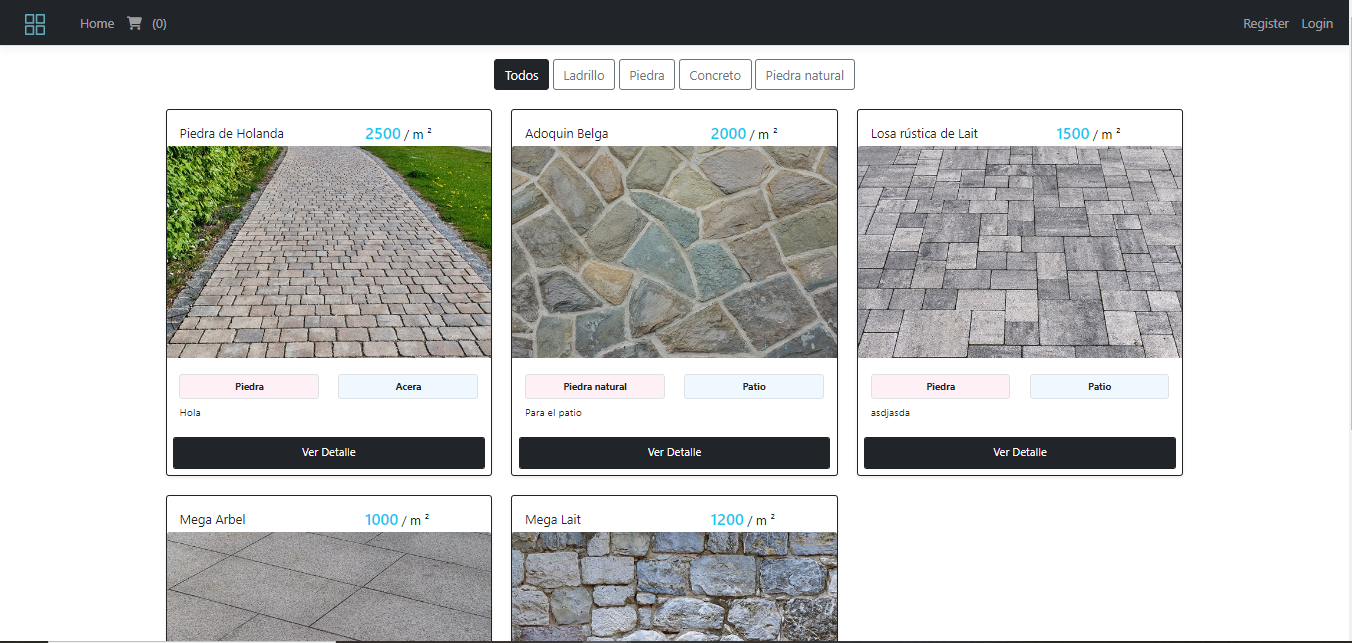 Home (0) Register Login
Todos Ladrillo Piedra Concreto Piedra natural
Piedra de Holanda 2500 / m ²
Adoquin Belga 2000 / m ²
Losa rústica de Lait 1500 / m ²
Piedra Acera
Piedra natural Patio
Piedra Patio
Hola
Para el patio
asdjasda
Ver Detalle
Ver Detalle
Ver Detalle
Mega Arbel 1000 / m ²
Mega Lait 1200 / m ²